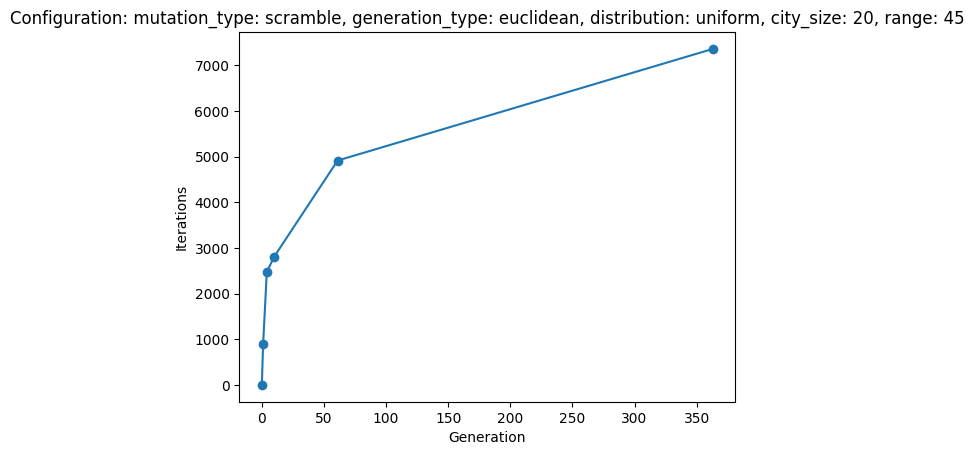 Configuration: mutation_type: scramble, generation_type: euclidean, distribution: uniform, city_size: 20, range: 45
7000
6000
5000
4000
3000
2000
1000
0
Iterations
0 50 100 150 200 250 300 350
Generation